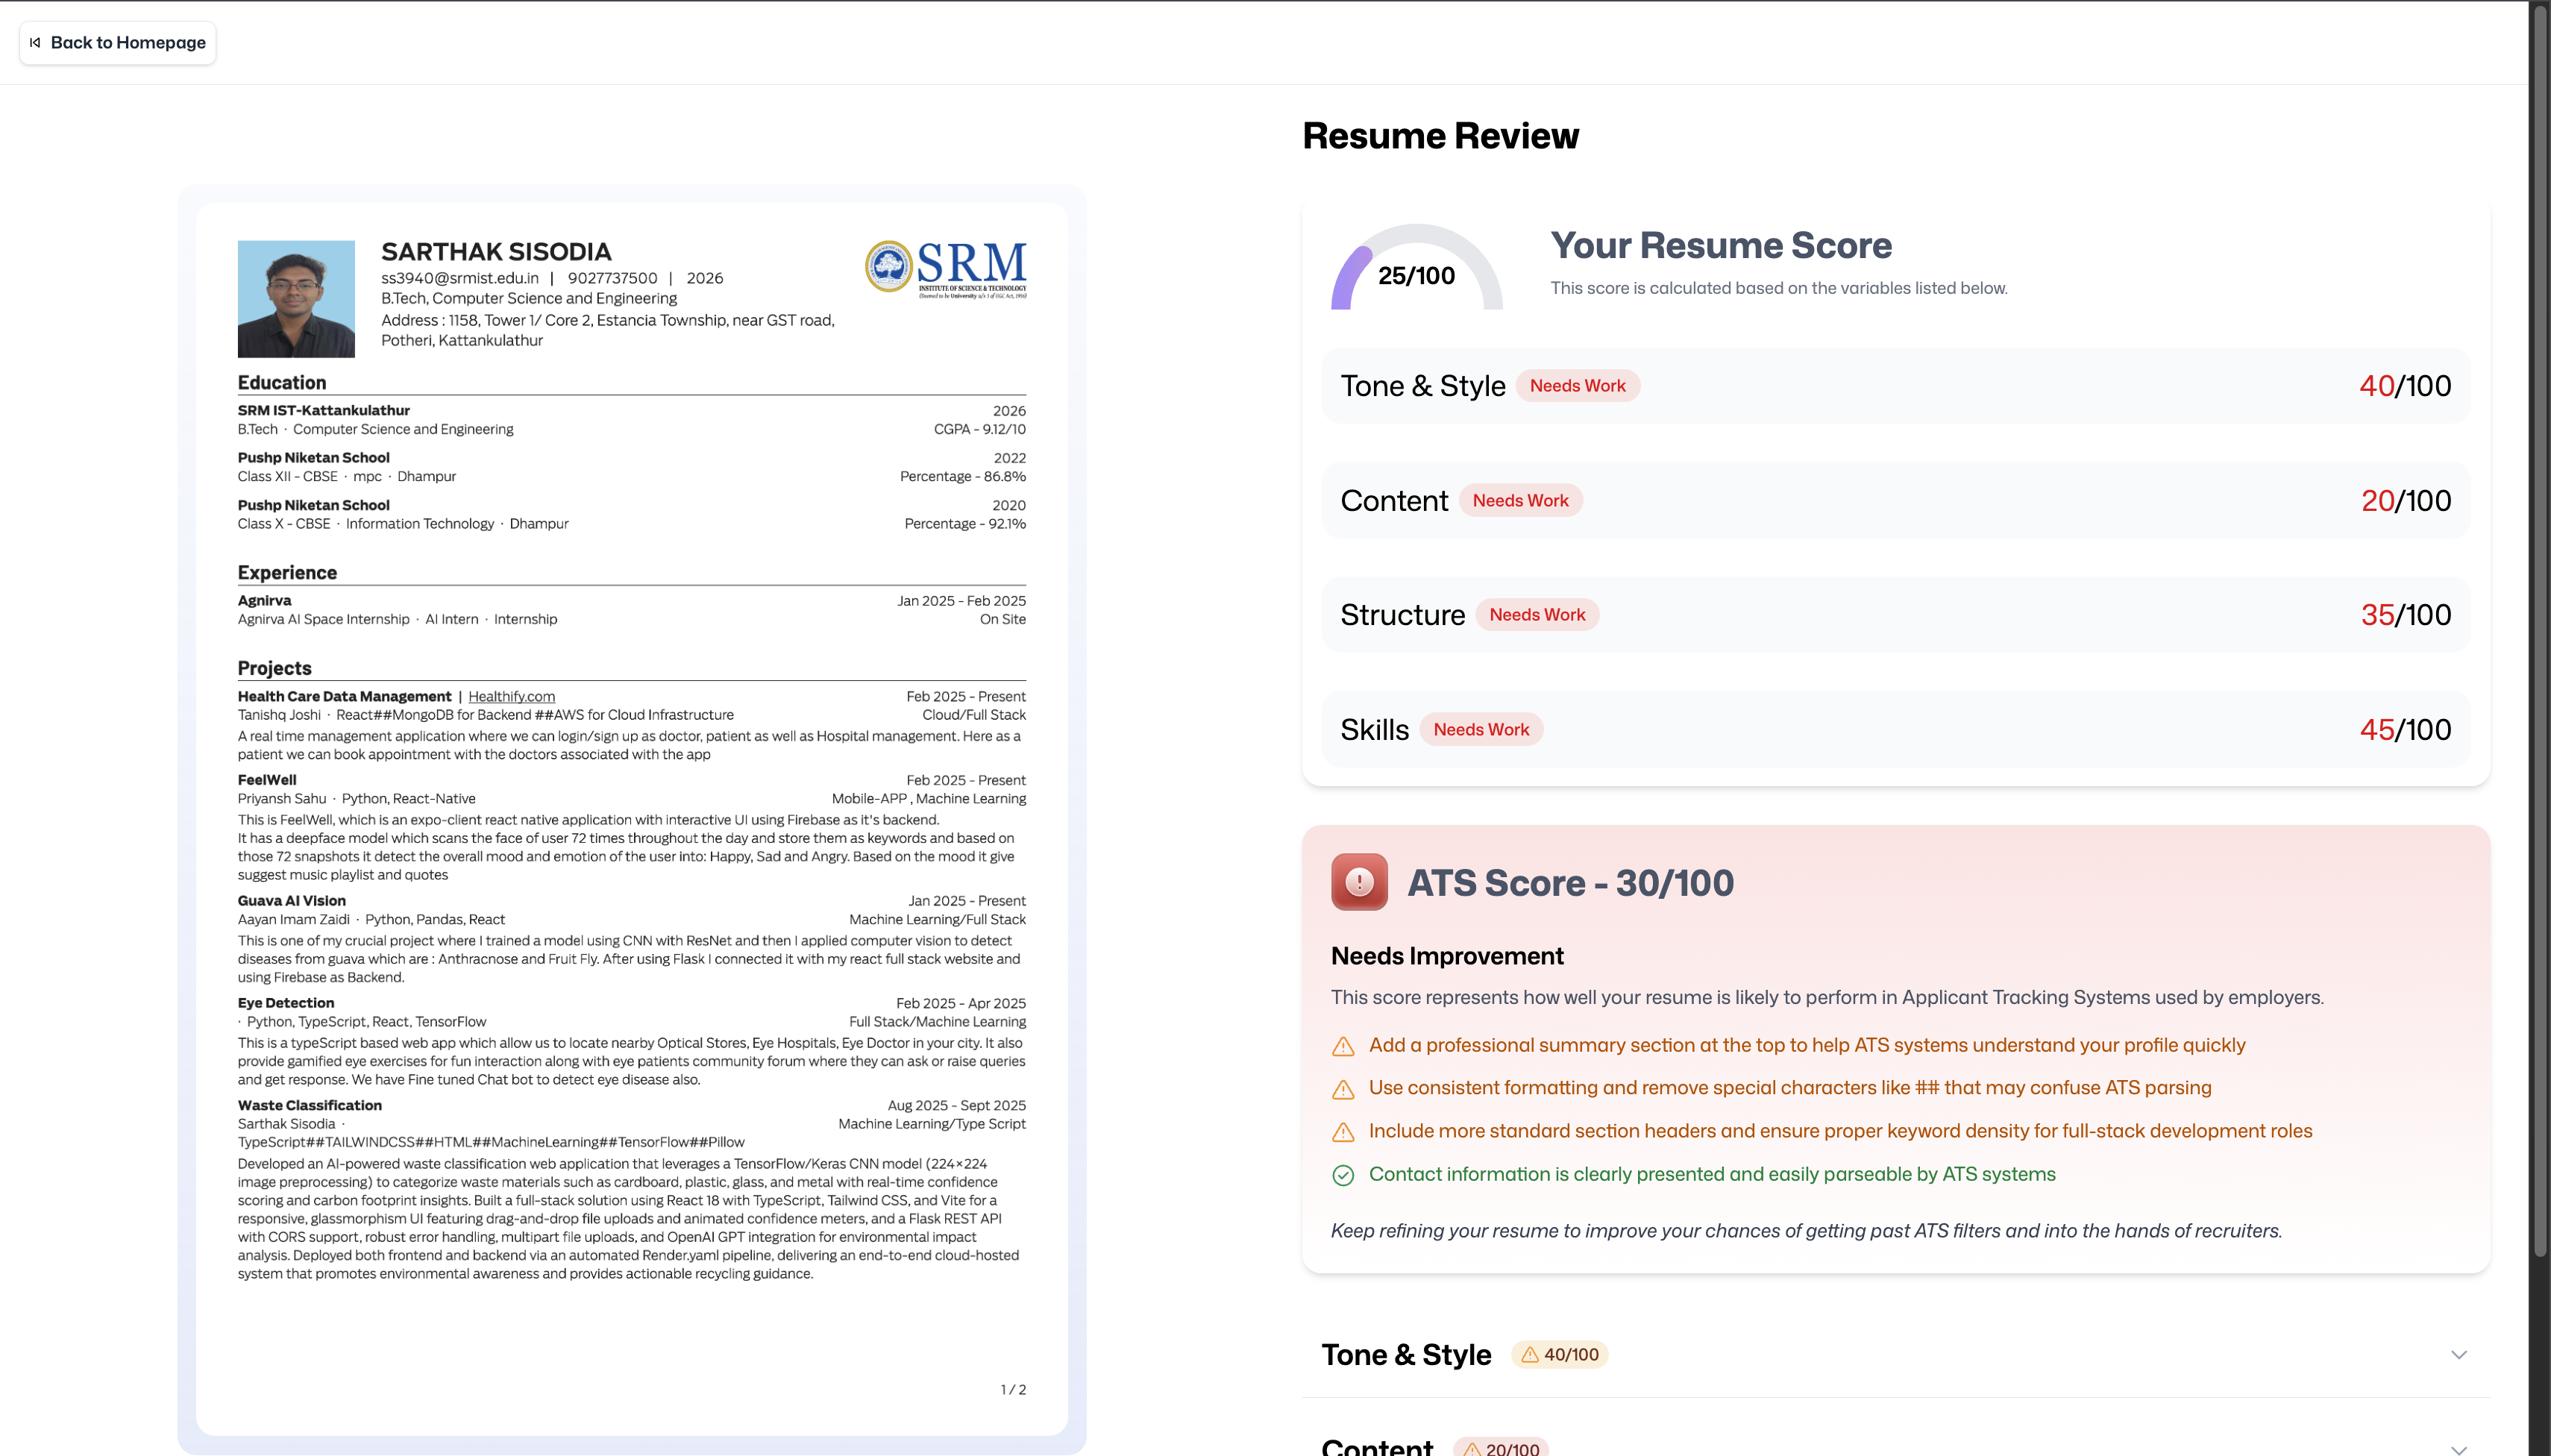 Back to Homepage
SARTHAK SISODIA
ss3940@srmist.edu.in | 9027737500 | 2026
B.Tech, Computer Science and Engineering
Address : 1158, Tower 1/ Core 2, Estancia Township, near GST road,
Potheri, Kattankulathur
SRM
INSTITUTE OF SCIENCE & TECHNOLOGY
(Deemed to be University u/s 3 of UGC Act, 1956)
Education
SRM IST-Kattankulathur 2026
B.Tech · Computer Science and Engineering CGPA - 9.12/10
Pushp Niketan School 2022
Class XII - CBSE · mpc · Dhampur Percentage - 86.8%
Pushp Niketan School 2020
Class X - CBSE · Information Technology · Dhampur Percentage - 92.1%
Experience
Agnirva Jan 2025 - Feb 2025
Agnirva AI Space Internship · AI Intern · Internship On Site
Projects
Health Care Data Management | Healthify.com Feb 2025 - Present
Tanishq Joshi · React##MongoDB for Backend ##AWS for Cloud Infrastructure Cloud/Full Stack
A real time management application where we can login/sign up as doctor, patient as well as Hospital management. Here as a
patient we can book appointment with the doctors associated with the app
FeelWell Feb 2025 - Present
Priyansh Sahu · Python, React-Native Mobile-APP , Machine Learning
This is FeelWell, which is an expo-client react native application with interactive UI using Firebase as it's backend.
It has a deepface model which scans the face of user 72 times throughout the day and store them as keywords and based on
those 72 snapshots it detect the overall mood and emotion of the user into: Happy, Sad and Angry. Based on the mood it give
suggest music playlist and quotes
Guava AI Vision Jan 2025 - Present
Aayan Imam Zaidi · Python, Pandas, React Machine Learning/Full Stack
This is one of my crucial project where I trained a model using CNN with ResNet and then I applied computer vision to detect
diseases from guava which are : Anthracnose and Fruit Fly. After using Flask I connected it with my react full stack website and
using Firebase as Backend.
Eye Detection Feb 2025 - Apr 2025
· Python, TypeScript, React, TensorFlow Full Stack/Machine Learning
This is a typeScript based web app which allow us to locate nearby Optical Stores, Eye Hospitals, Eye Doctor in your city. It also
provide gamified eye exercises for fun interaction along with eye patients community forum where they can ask or raise queries
and get response. We have Fine tuned Chat bot to detect eye disease also.
Waste Classification Aug 2025 - Sept 2025
Sarthak Sisodia · Machine Learning/Type Script
TypeScript##TAILWINDCSS##HTML##MachineLearning##TensorFlow##Pillow
Developed an AI-powered waste classification web application that leverages a TensorFlow/Keras CNN model (224×224
image preprocessing) to categorize waste materials such as cardboard, plastic, glass, and metal with real-time confidence
scoring and carbon footprint insights. Built a full-stack solution using React 18 with TypeScript, Tailwind CSS, and Vite for a
responsive, glassmorphism UI featuring drag-and-drop file uploads and animated confidence meters, and a Flask REST API
with CORS support, robust error handling, multipart file uploads, and OpenAI GPT integration for environmental impact
analysis. Deployed both frontend and backend via an automated Render.yaml pipeline, delivering an end-to-end cloud-hosted
system that promotes environmental awareness and provides actionable recycling guidance.
1 / 2
Resume Review
25/100
Your Resume Score
This score is calculated based on the variables listed below.
Tone & Style Needs Work 40/100
Content Needs Work 20/100
Structure Needs Work 35/100
Skills Needs Work 45/100
ATS Score - 30/100
Needs Improvement
This score represents how well your resume is likely to perform in Applicant Tracking Systems used by employers.
Add a professional summary section at the top to help ATS systems understand your profile quickly
Use consistent formatting and remove special characters like ## that may confuse ATS parsing
Include more standard section headers and ensure proper keyword density for full-stack development roles
Contact information is clearly presented and easily parseable by ATS systems
Keep refining your resume to improve your chances of getting past ATS filters and into the hands of recruiters.
Tone & Style 40/100
Content 20/100